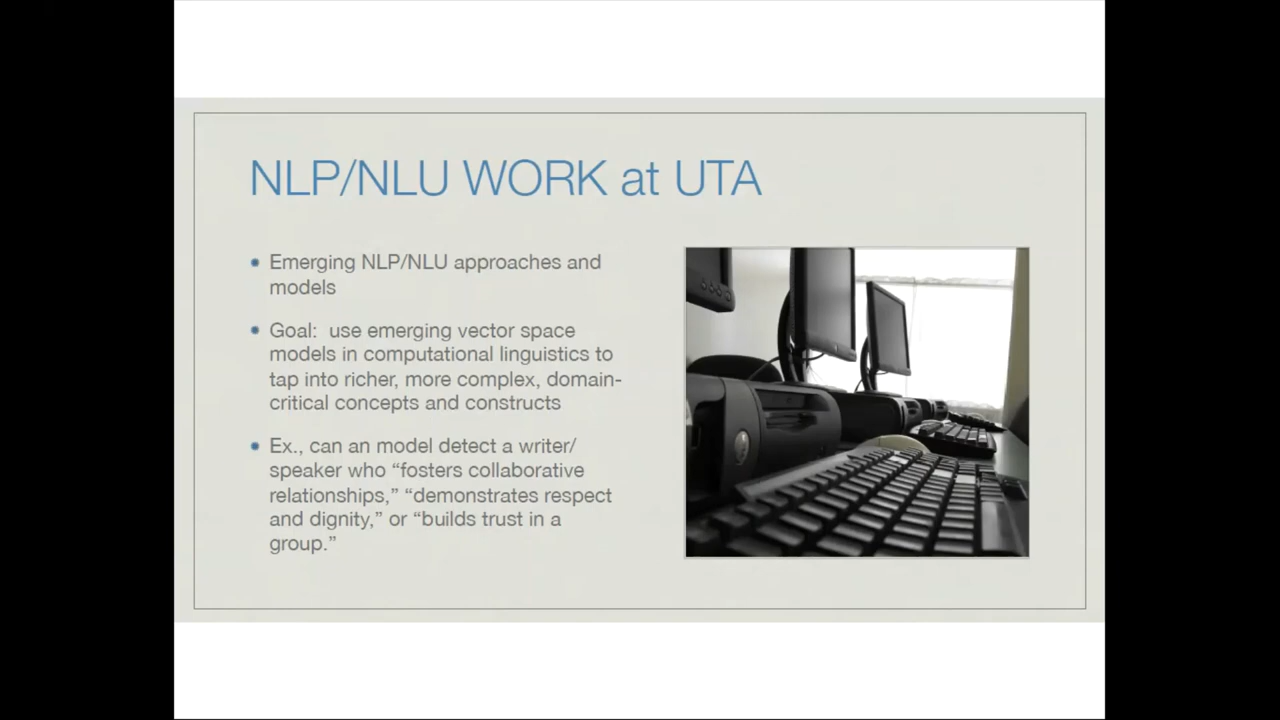 NLP/NLU WORK at UTA
Emerging NLP/NLU approaches and
models
Goal:  use emerging vector space
models in computational linguistics to
tap into richer, more complex, domain-
critical concepts and constructs
Ex., can an model detect a writer/
speaker who “fosters collaborative
relationships,” “demonstrates respect
and dignity,” or “builds trust in a
group.”